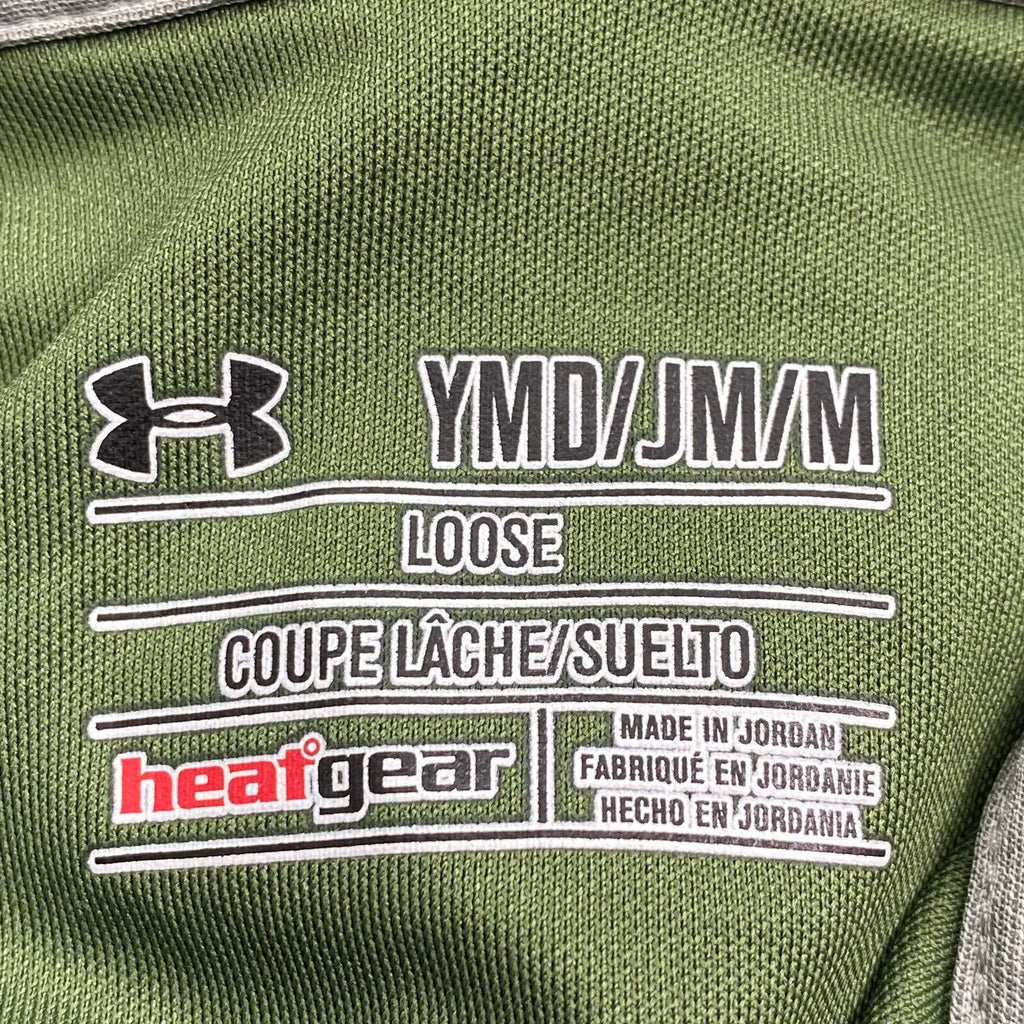 YMD/JM/M
LOOSE
COUPE LÂCHE/SUELTO
heatgear
MADE IN JORDAN
FABRIQUÉ EN JORDANIE
HECHO EN JORDANIA